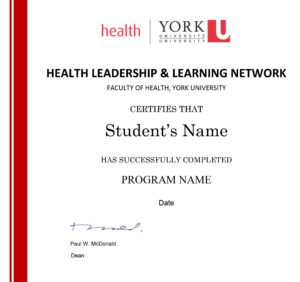 health YORK U
UNIVERSITÉ
UNIVERSITY
HEALTH LEADERSHIP & LEARNING NETWORK
FACULTY OF HEALTH, YORK UNIVERSITY
CERTIFIES THAT
Student's Name
HAS SUCCESSFULLY COMPLETED
PROGRAM NAME
Date
Paul W. McDonald
Dean